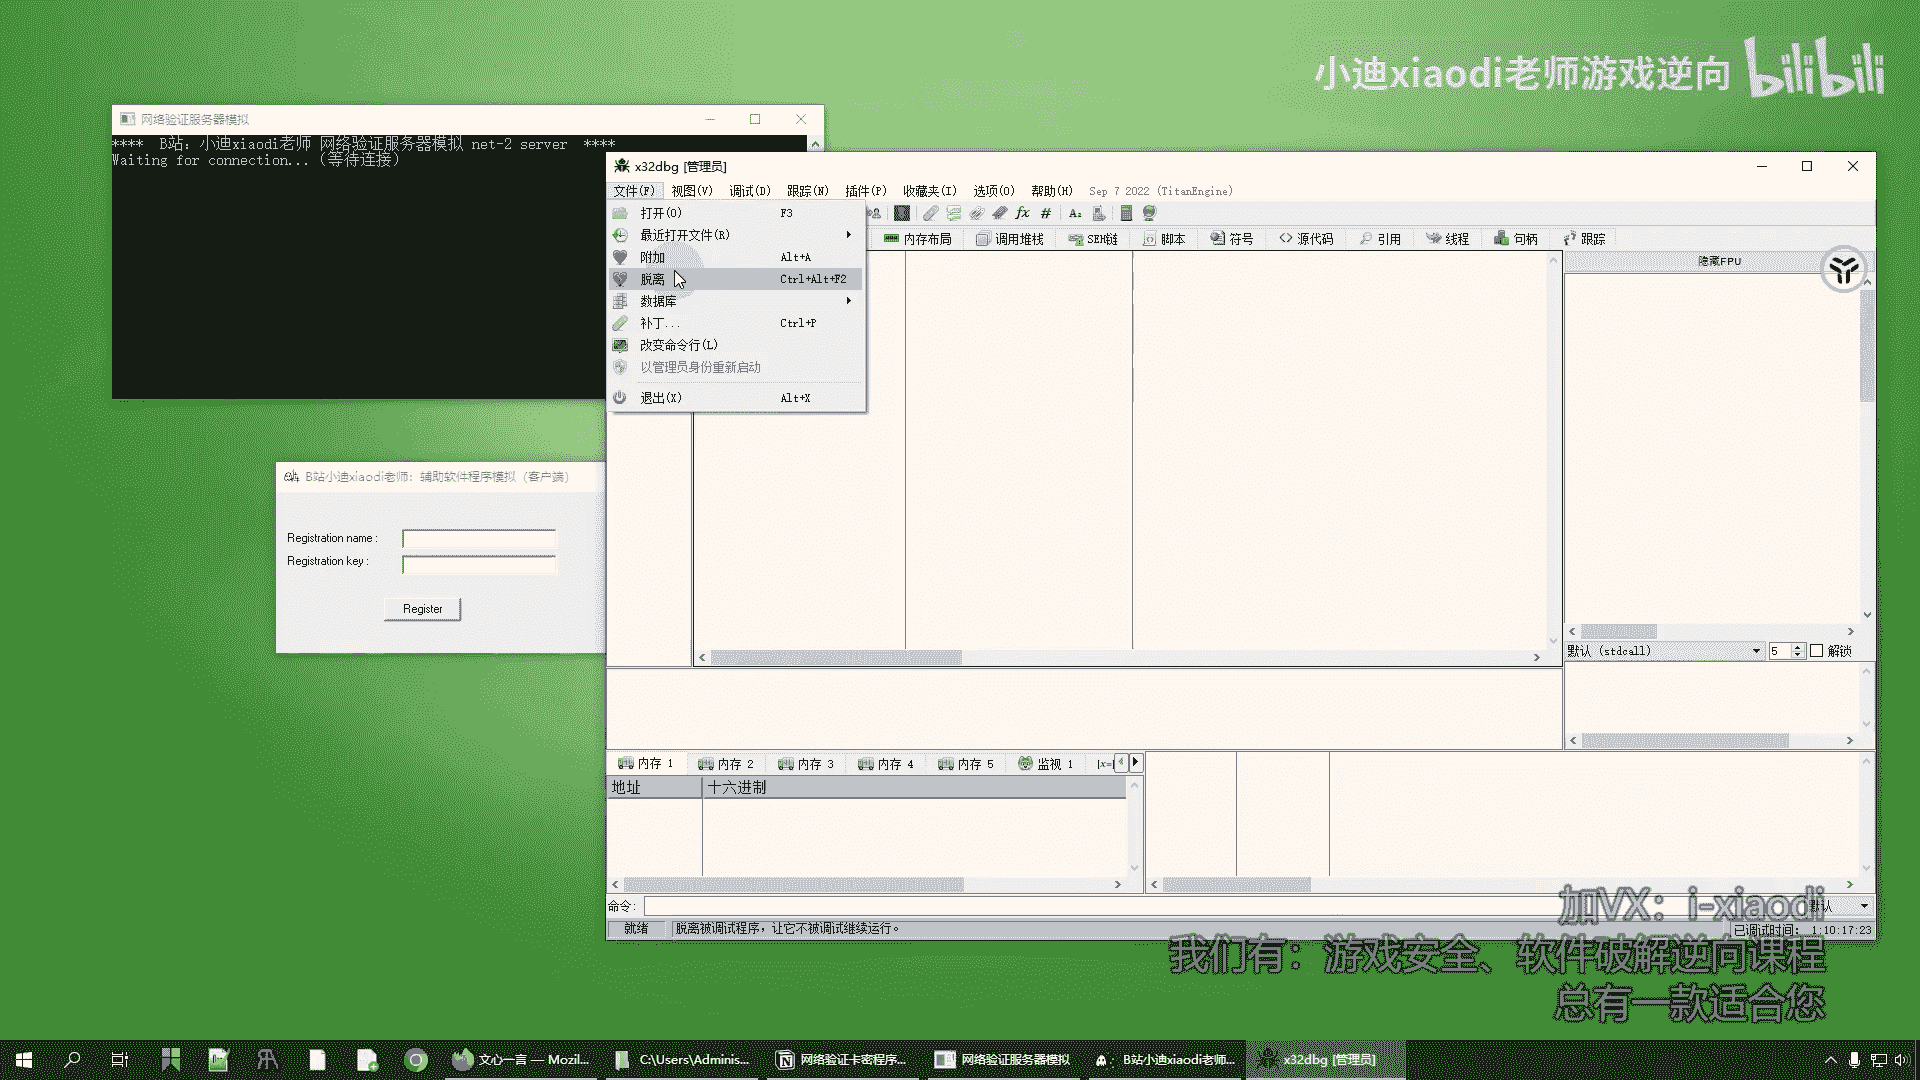 小迪xiaodi老师游戏逆向 bilibili
网络验证服务器模拟
**** B站：小迪xiaodi老师 网络验证服务器模拟 net-2 server ****
Waiting for connection...（等待连接）
x32dbg [管理员]
文件(F) 视图(V) 调试(D) 跟踪(N) 插件(P) 收藏夹(I) 选项(O) 帮助(H) Sep 7 2022 (TitanEngine)
打开(O) F3
最近打开文件(R)
附加 Alt+A
脱离 Ctrl+Alt+F2
数据库
补丁... Ctrl+P
改变命令行(L)
以管理员身份重新启动
退出(X) Alt+X
内存布局 调用堆栈 SEH链 脚本 符号 源代码 引用 线程 句柄 跟踪
隐藏FPU
B站小迪xiaodi老师：辅助软件程序模拟（客户端）
Registration name :
Registration key :
Register
默认 (stdcall) 5 解锁
内存 1 内存 2 内存 3 内存 4 内存 5 监视 1 [x=]
地址 十六进制
命令: 默认
就绪 脱离被调试程序，让它不被调试继续运行。 已调试时间： 1:10:17:23
加VX：i-xiaodi
我们有：游戏安全、软件破解逆向课程
总有一款适合您
文心一言 — Mozil... C:\Users\Adminis... 网络验证卡密程序... 网络验证服务器模拟 B站小迪xiaodi老师... x32dbg [管理员]